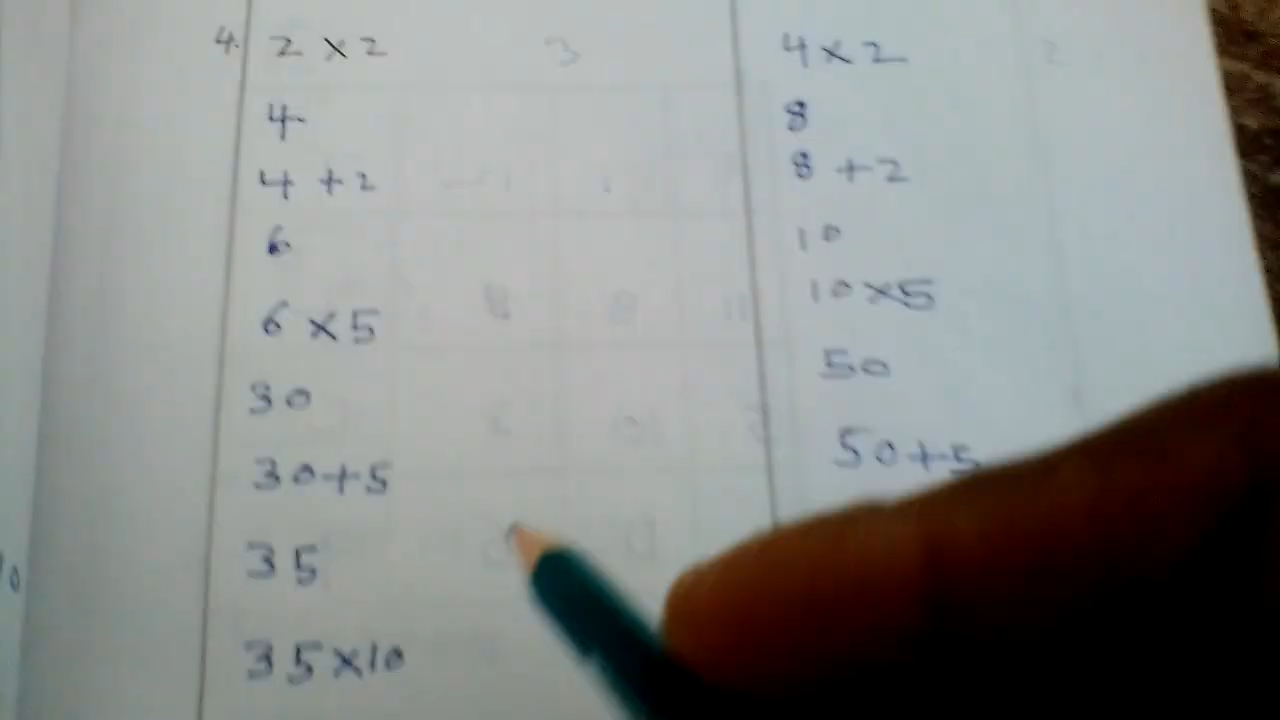 4. 2 x 2
4
4 + 2
6
6 x 5
30
30 + 5
35
35 x 10
4 x 2
8
8 + 2
10
10 x 5
50
50 + 5